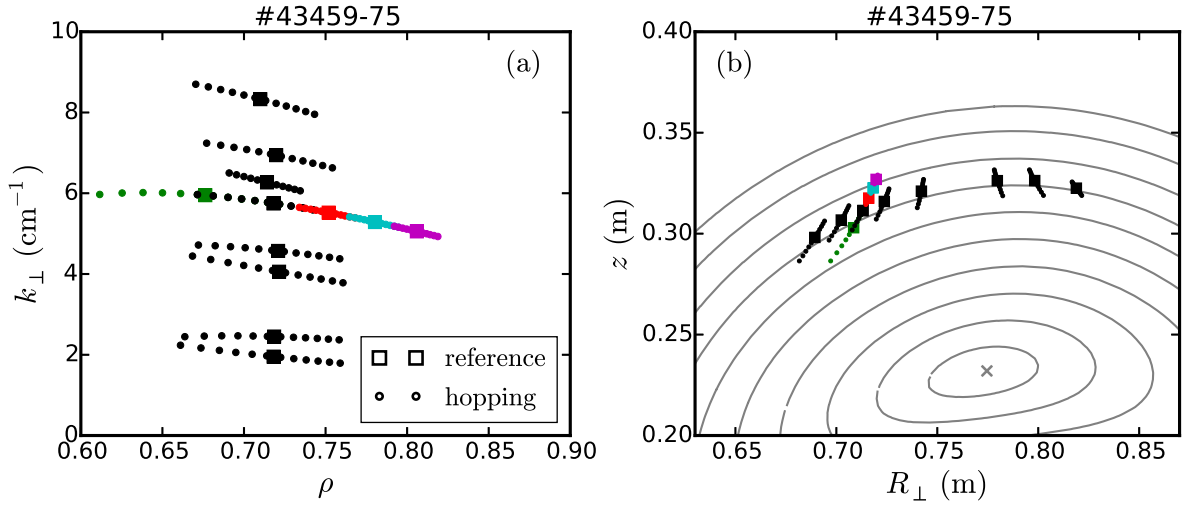 #43459-75
10
8
6
4
2
0
0.60 0.65 0.70 0.75 0.80 0.85 0.90
k⊥ (cm⁻¹)
ρ
(a)
reference
hopping
#43459-75
0.40
0.35
0.30
0.25
0.20
0.65 0.70 0.75 0.80 0.85
z (m)
R⊥ (m)
(b)